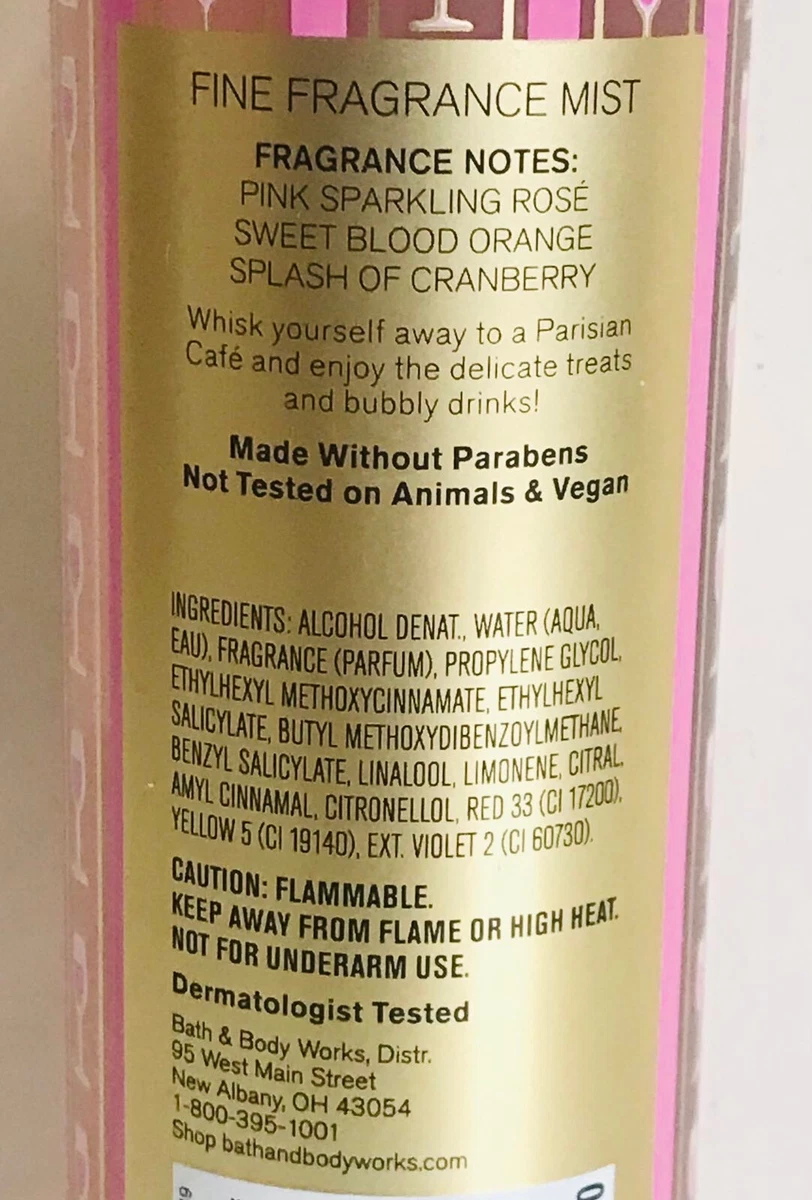 FINE FRAGRANCE MIST
FRAGRANCE NOTES:
PINK SPARKLING ROSÉ
SWEET BLOOD ORANGE
SPLASH OF CRANBERRY
Whisk yourself away to a Parisian
Café and enjoy the delicate treats
and bubbly drinks!
Made Without Parabens
Not Tested on Animals & Vegan
INGREDIENTS: ALCOHOL DENAT., WATER (AQUA,
EAU), FRAGRANCE (PARFUM), PROPYLENE GLYCOL,
ETHYLHEXYL METHOXYCINNAMATE, ETHYLHEXYL
SALICYLATE, BUTYL METHOXYDIBENZOYLMETHANE,
BENZYL SALICYLATE, LINALOOL, LIMONENE, CITRAL,
AMYL CINNAMAL, CITRONELLOL, RED 33 (CI 17200),
YELLOW 5 (CI 19140), EXT. VIOLET 2 (CI 60730).
CAUTION: FLAMMABLE.
KEEP AWAY FROM FLAME OR HIGH HEAT.
NOT FOR UNDERARM USE.
Dermatologist Tested
Bath & Body Works, Distr.
95 West Main Street
New Albany, OH 43054
1-800-395-1001
Shop bathandbodyworks.com